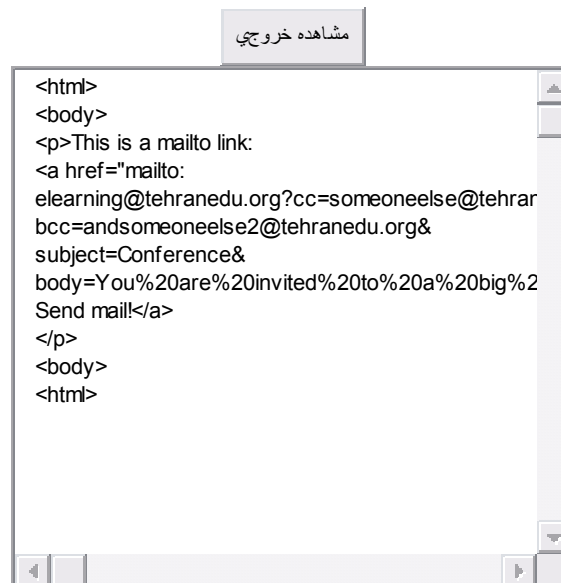 مشاهده خروجي
<html>
<body>
<p>This is a mailto link:
<a href="mailto:
elearning@tehranedu.org?cc=someoneelse@tehran
bcc=andsomeoneelse2@tehranedu.org&
subject=Conference&
body=You%20are%20invited%20to%20a%20big%2
Send mail!</a>
</p>
<body>
<html>